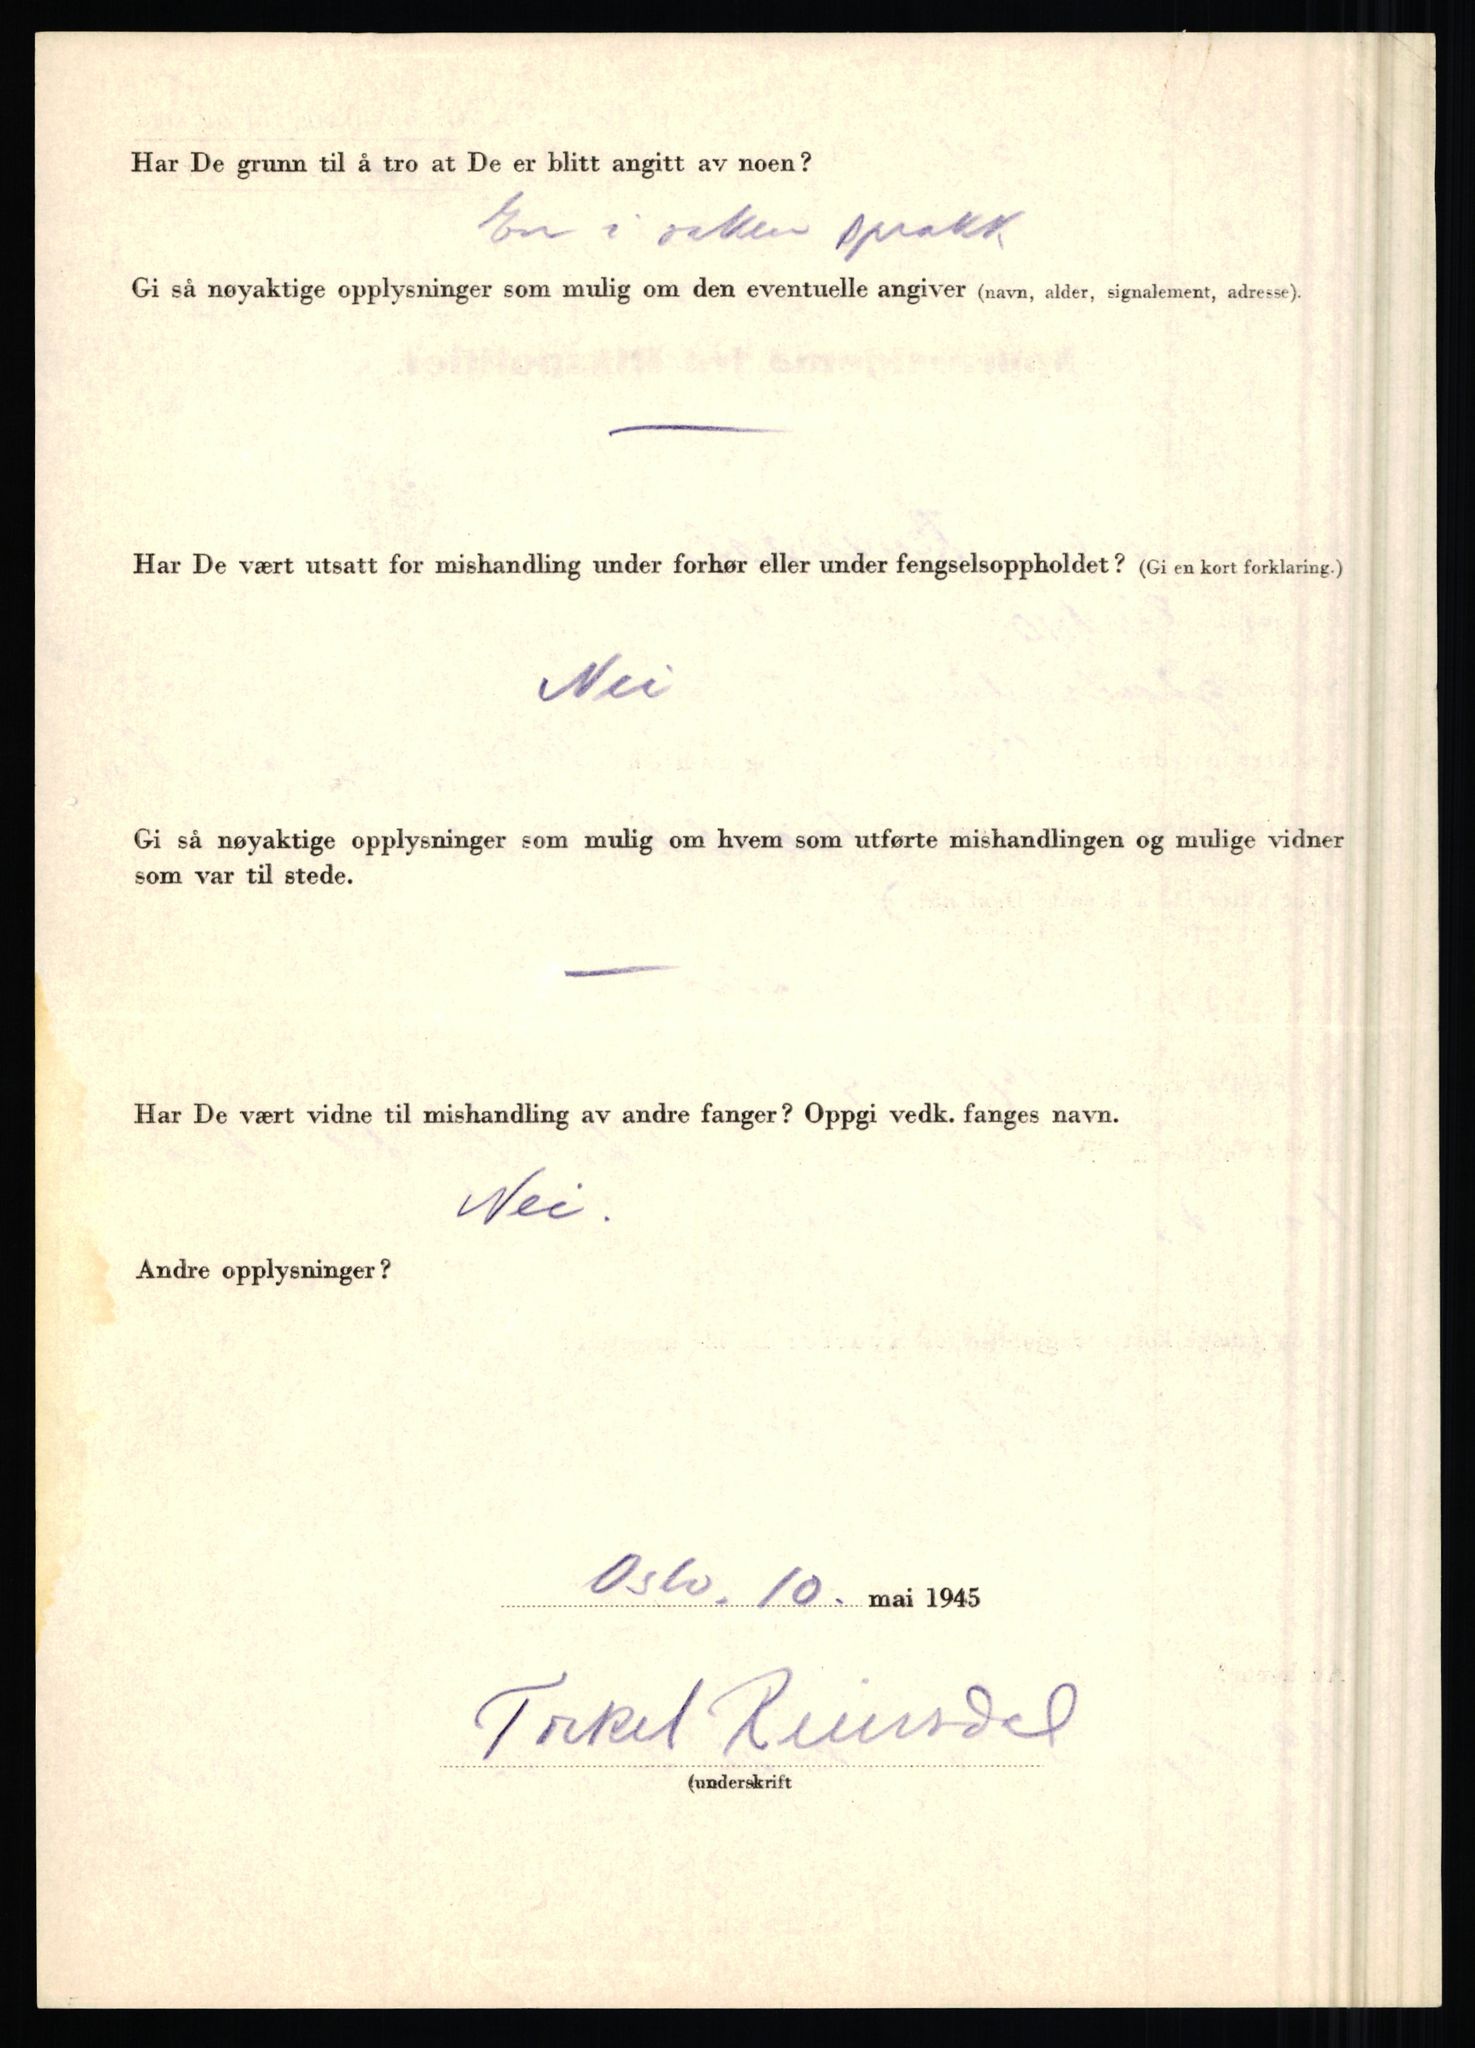 Har De grunn til å tro at De er blitt angitt av noen?
En i rekken sprakk
Gi så nøyaktige opplysninger som mulig om den eventuelle angiver (navn, alder, signalement, adresse).
Har De vært utsatt for mishandling under forhør eller under fengselsoppholdet? (Gi en kort forklaring.)
Nei
Gi så nøyaktige opplysninger som mulig om hvem som utførte mishandlingen og mulige vidner
som var til stede.
Har De vært vidne til mishandling av andre fanger? Oppgi vedk. fanges navn.
Nei.
Andre opplysninger?
Oslo. 10. mai 1945
Torkel Reiersdal
(underskrift